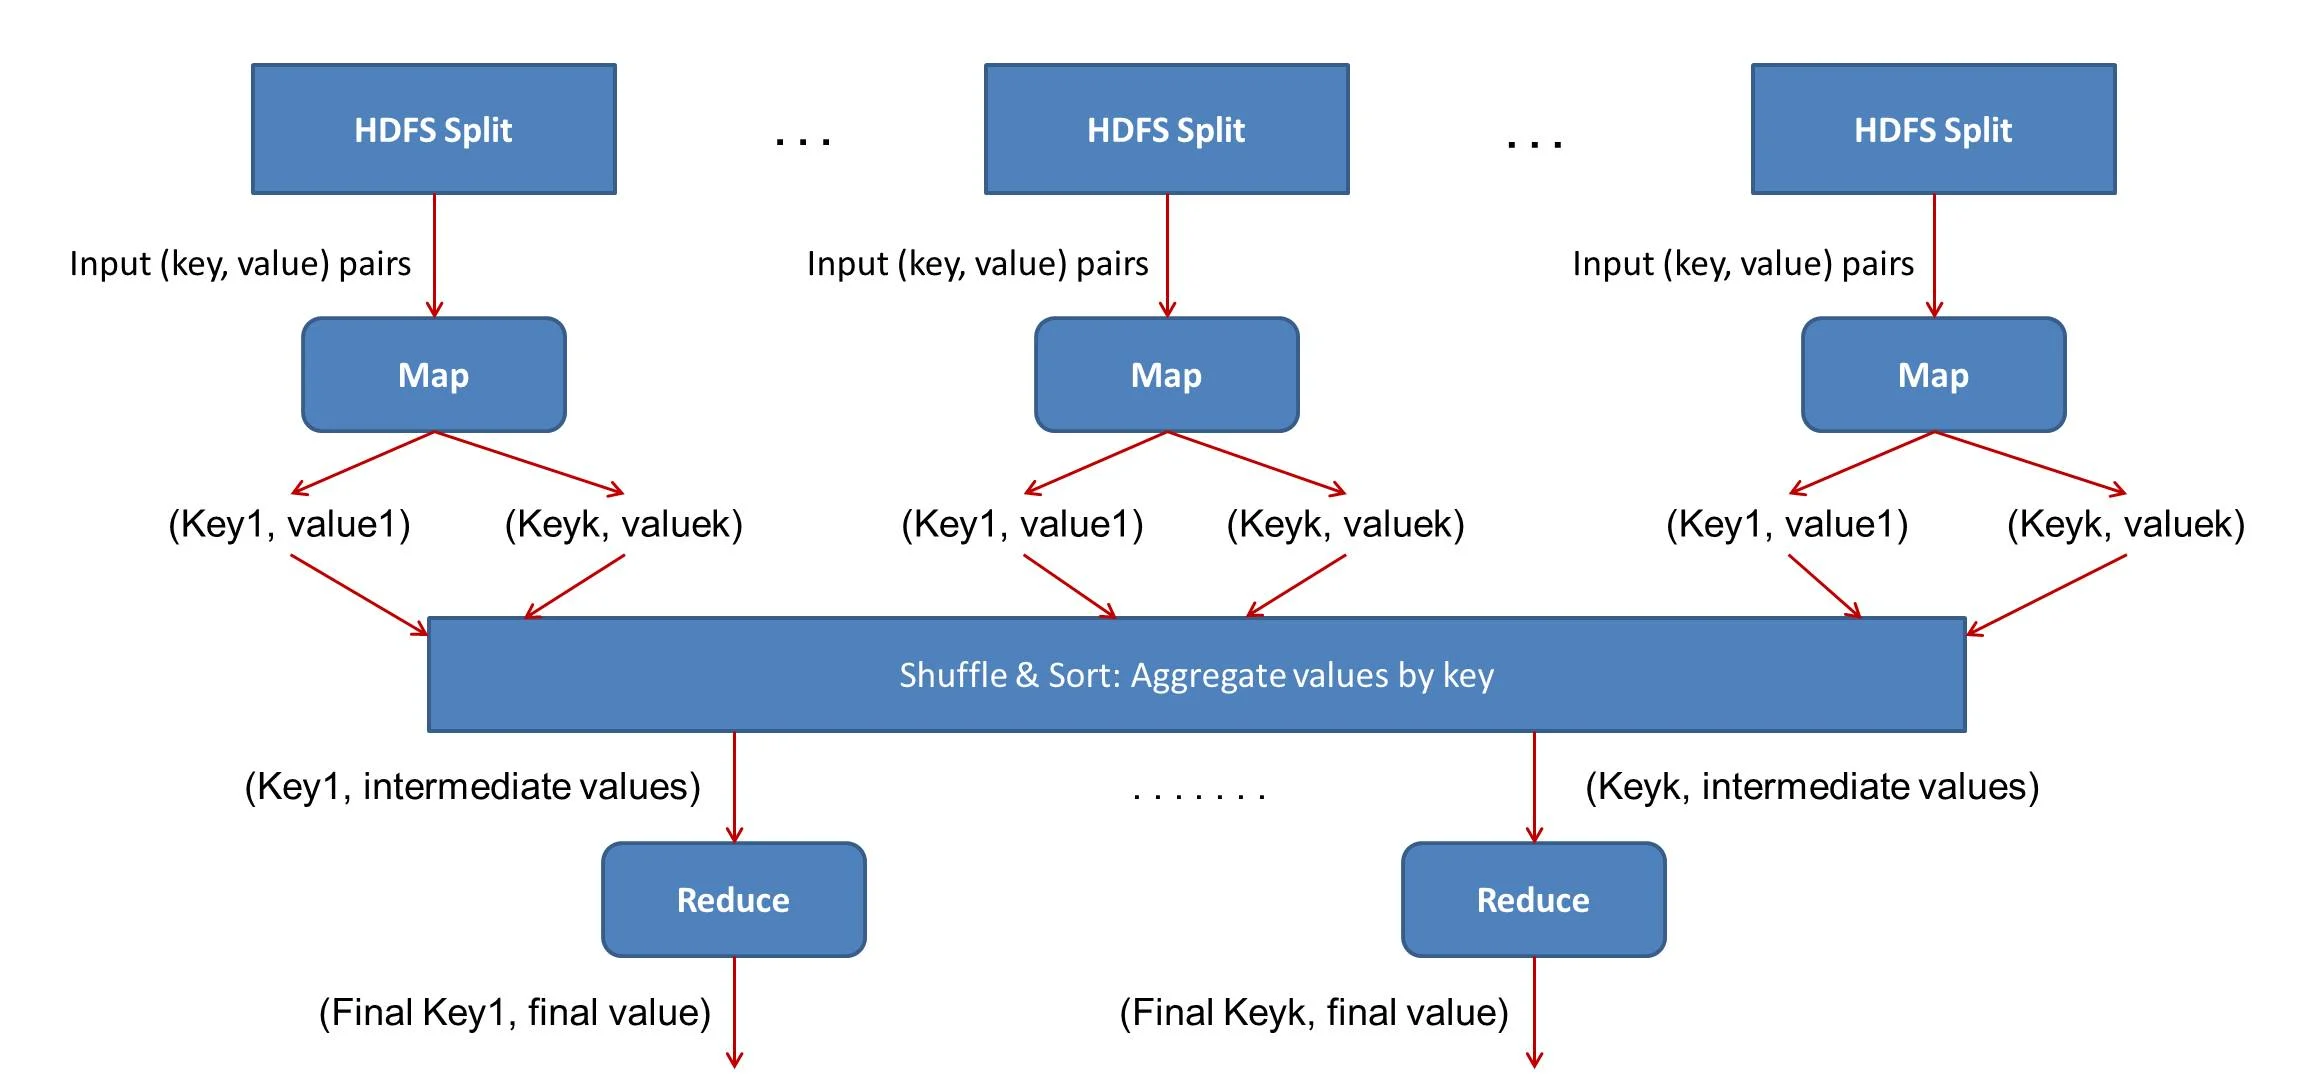 HDFS Split
. . .
HDFS Split
. . .
HDFS Split
Input (key, value) pairs
Input (key, value) pairs
Input (key, value) pairs
Map
Map
Map
(Key1, value1)
(Keyk, valuek)
(Key1, value1)
(Keyk, valuek)
(Key1, value1)
(Keyk, valuek)
Shuffle & Sort: Aggregate values by key
(Key1, intermediate values)
. . . . . . .
(Keyk, intermediate values)
Reduce
Reduce
(Final Key1, final value)
(Final Keyk, final value)